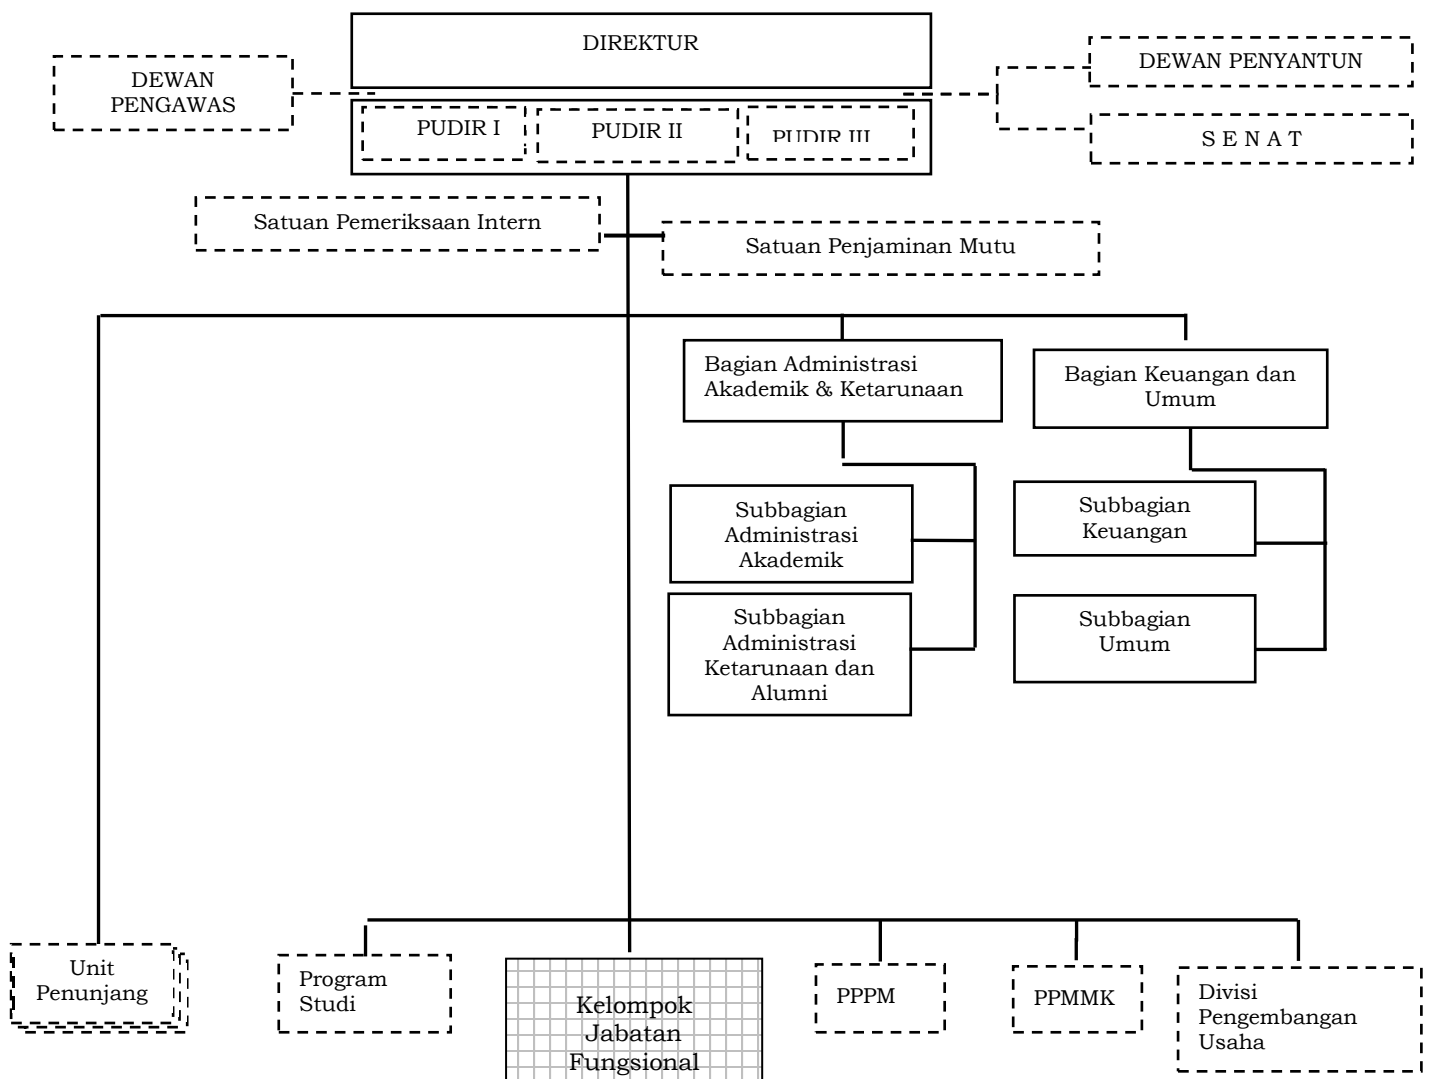 DIREKTUR
DEWAN
PENGAWAS
DEWAN PENYANTUN
S E N A T
PUDIR I
PUDIR II
PUDIR III
Satuan Pemeriksaan Intern
Satuan Penjaminan Mutu
Bagian Administrasi
Akademik & Ketarunaan
Bagian Keuangan dan
Umum
Subbagian
Administrasi
Akademik
Subbagian
Keuangan
Subbagian
Administrasi
Ketarunaan dan
Alumni
Subbagian
Umum
Unit
Penunjang
Program
Studi
Kelompok
Jabatan
Fungsional
PPPM
PPMMK
Divisi
Pengembangan
Usaha